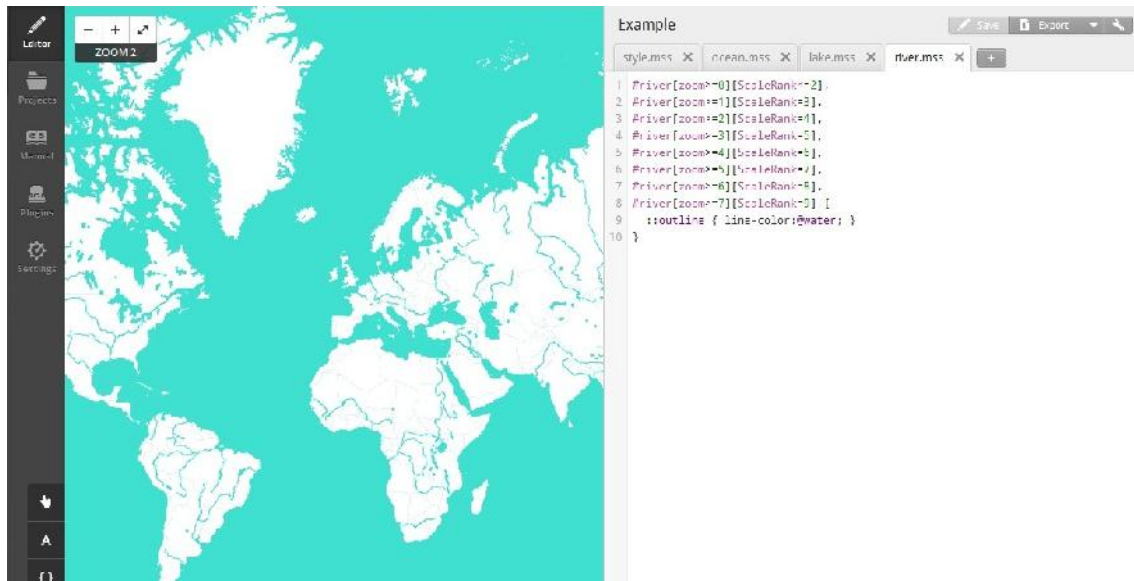 Editor
Projects
Manual
Plugins
Settings
A
{}
- +
ZOOM 2
Example
Save
Export
style.mss X
ocean.mss X
lake.mss X
river.mss X
+
1 #river[zoom>=0][ScaleRank<=2],
2 #river[zoom>=1][ScaleRank=3],
3 #river[zoom>=2][ScaleRank=4],
4 #river[zoom>=3][ScaleRank=5],
5 #river[zoom>=4][ScaleRank=6],
6 #river[zoom>=5][ScaleRank=7],
7 #river[zoom>=6][ScaleRank=8],
8 #river[zoom>=7][ScaleRank=9] {
9 ::outline { line-color:@water; }
10 }